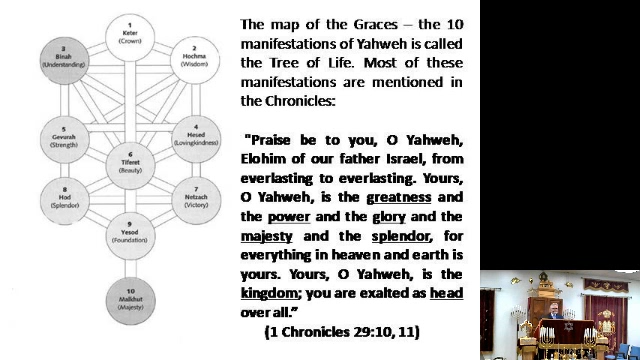 1
Keter
(Crown)
3
Binah
(Understanding)
2
Hochma
(Wisdom)
5
Gevurah
(Strength)
4
Hesed
(Lovingkindness)
6
Tiferet
(Beauty)
8
Hod
(Splendor)
7
Netzach
(Victory)
9
Yesod
(Foundation)
10
Malkhut
(Majesty)
The map of the Graces – the 10
manifestations of Yahweh is called
the Tree of Life. Most of these
manifestations are mentioned in
the Chronicles:
"Praise be to you, O Yahweh,
Elohim of our father Israel, from
everlasting to everlasting. Yours,
O Yahweh, is the greatness and
the power and the glory and the
majesty and the splendor, for
everything in heaven and earth is
yours. Yours, O Yahweh, is the
kingdom; you are exalted as head
over all.”
(1 Chronicles 29:10, 11)